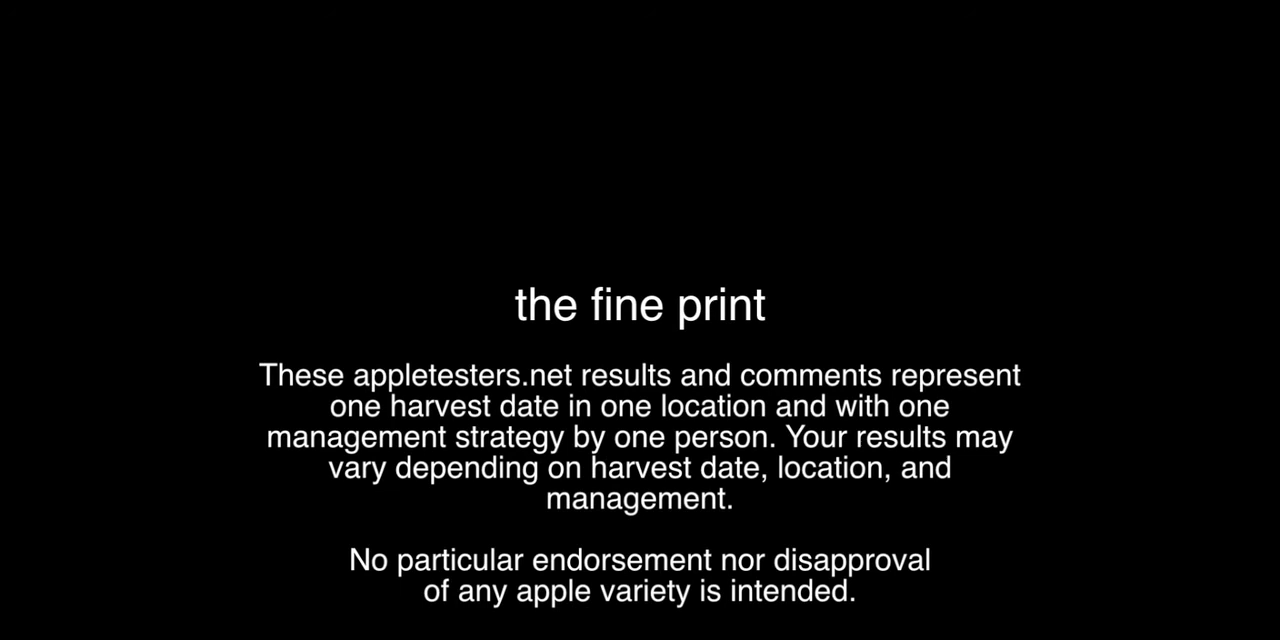 the fine print
These appletesters.net results and comments represent
one harvest date in one location and with one
management strategy by one person. Your results may
vary depending on harvest date, location, and
management.
No particular endorsement nor disapproval
of any apple variety is intended.